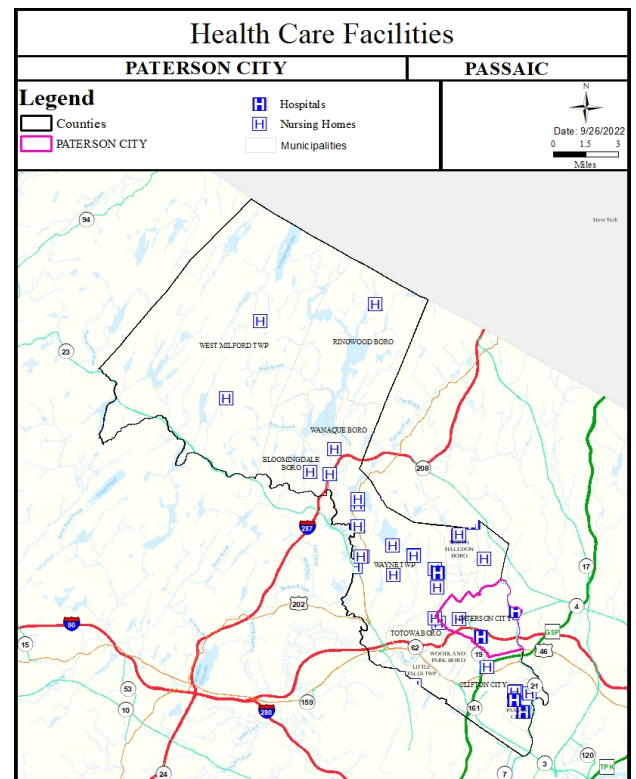 Health Care Facilities
PATERSON CITY
PASSAIC
Legend
Counties
PATERSON CITY
H Hospitals
H Nursing Homes
Municipalities
N
Date: 9/26/2022
0 1.5 3
Miles
New York
94
23
WEST MILFORD TWP
RINGWOOD BORO
WANAQUE BORO
BLOOMINGDALE
BORO
208
287
17
HALEDON
BORO
WAYNE TWP
202
4
80
PATERSON CITY
GSP
TOTOWA BORO
15
62
19
46
WOODLAND
PARK BORO
LITTLE
FALLS TWP
CLIFTON CITY
21
53
10
159
161
280
24
3
120
7
TPK